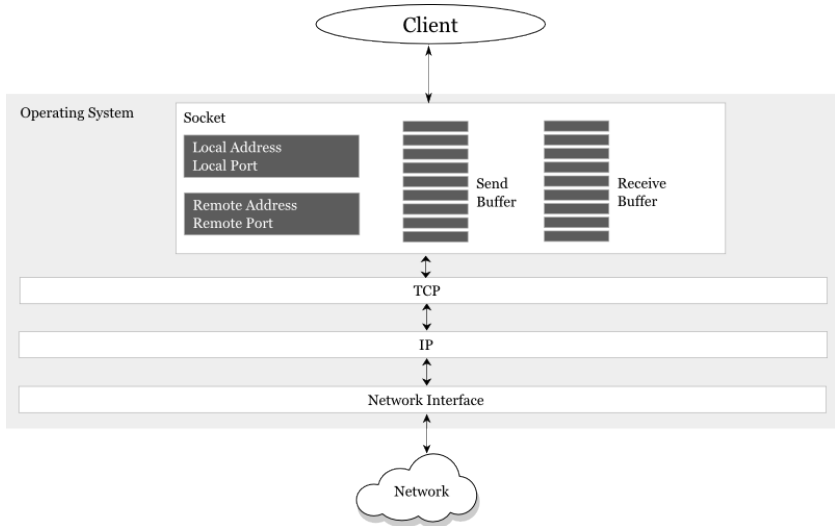 Client
Operating System
Socket
Local Address
Local Port
Remote Address
Remote Port
Send
Buffer
Receive
Buffer
TCP
IP
Network Interface
Network